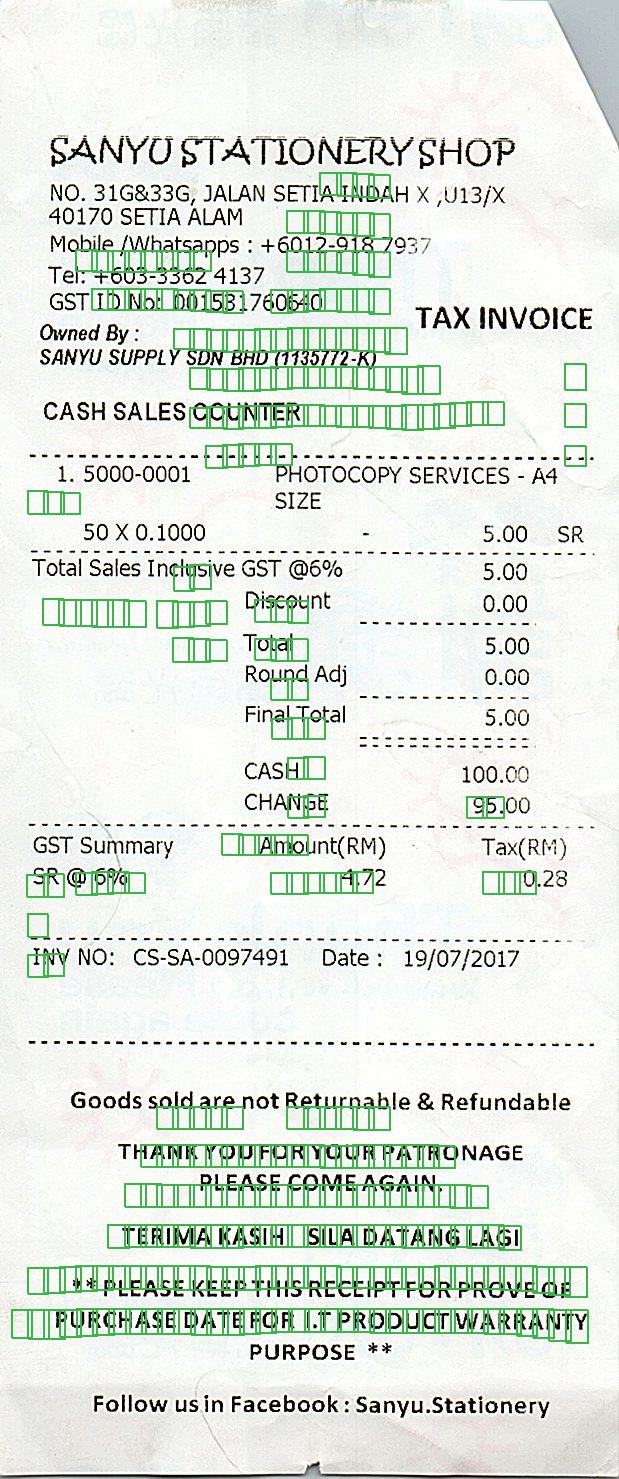 SANYU STATIONERY SHOP
NO. 31G&33G, JALAN SETIA INDAH X ,U13/X
40170 SETIA ALAM
Mobile /Whatsapps : +6012-918 7937
Tel: +603-3362 4137
GST ID No: 001531760640
TAX INVOICE
Owned By :
SANYU SUPPLY SDN BHD (1135772-K)
CASH SALES COUNTER
1. 5000-0001 PHOTOCOPY SERVICES - A4
SIZE
50 X 0.1000 - 5.00 SR
Total Sales Inclusive GST @6% 5.00
Discount 0.00
Total 5.00
Round Adj 0.00
Final Total 5.00
CASH 100.00
CHANGE 95.00
GST Summary Amount(RM) Tax(RM)
SR @ 6% 4.72 0.28
INV NO: CS-SA-0097491 Date : 19/07/2017
Goods sold are not Returnable & Refundable
THANK YOU FOR YOUR PATRONAGE
PLEASE COME AGAIN.
TERIMA KASIH SILA DATANG LAGI
** PLEASE KEEP THIS RECEIPT FOR PROVE OF
PURCHASE DATE FOR I.T PRODUCT WARRANTY
PURPOSE **
Follow us in Facebook : Sanyu.Stationery